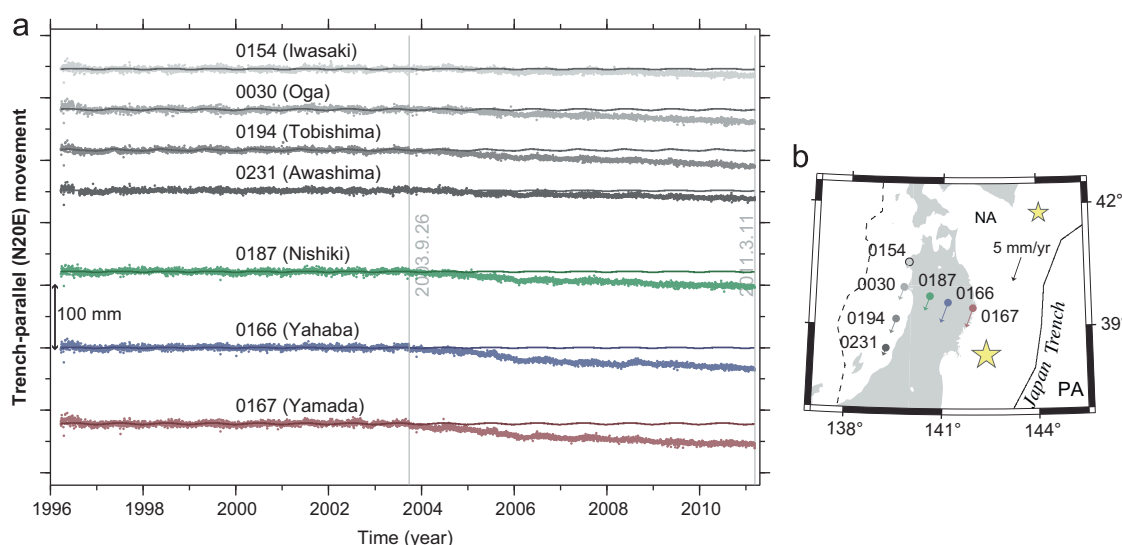 a
Trench-parallel (N20E) movement
0154 (Iwasaki)
0030 (Oga)
0194 (Tobishima)
0231 (Awashima)
0187 (Nishiki)
100 mm
0166 (Yahaba)
0167 (Yamada)
2003.9.26
2011.3.11
1996
1998
2000
2002
2004
2006
2008
2010
Time (year)
b
42°
NA
5 mm/yr
0154
0187
0030
0166
0194
0167
39°
0231
Japan Trench
PA
138°
141°
144°